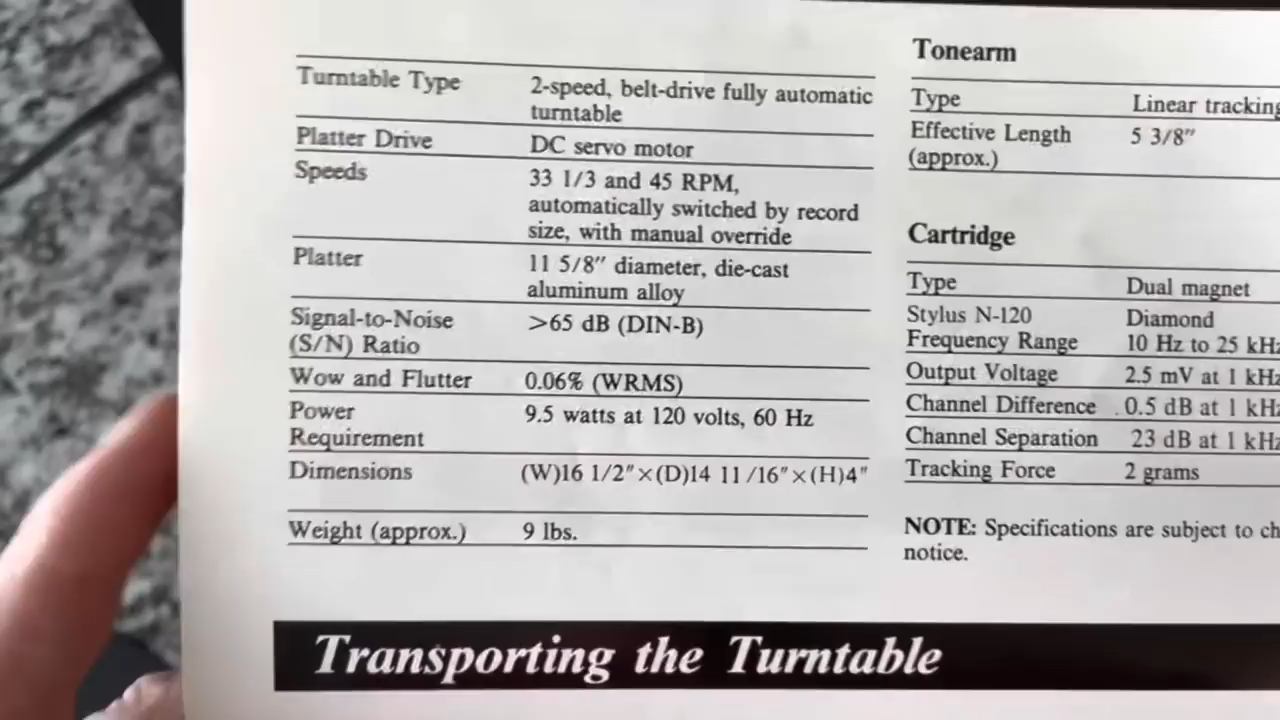 Turntable Type 2-speed, belt-drive fully automatic
turntable
Platter Drive DC servo motor
Speeds 33 1/3 and 45 RPM,
automatically switched by record
size, with manual override
Platter 11 5/8″ diameter, die-cast
aluminum alloy
Signal-to-Noise >65 dB (DIN-B)
(S/N) Ratio
Wow and Flutter 0.06% (WRMS)
Power 9.5 watts at 120 volts, 60 Hz
Requirement
Dimensions (W)16 1/2″×(D)14 11/16″×(H)4″
Weight (approx.) 9 lbs.
Tonearm
Type Linear tracking
Effective Length 5 3/8″
(approx.)
Cartridge
Type Dual magnet
Stylus N-120 Diamond
Frequency Range 10 Hz to 25 kHz
Output Voltage 2.5 mV at 1 kHz
Channel Difference 0.5 dB at 1 kHz
Channel Separation 23 dB at 1 kHz
Tracking Force 2 grams
NOTE: Specifications are subject to
notice.
Transporting the Turntable